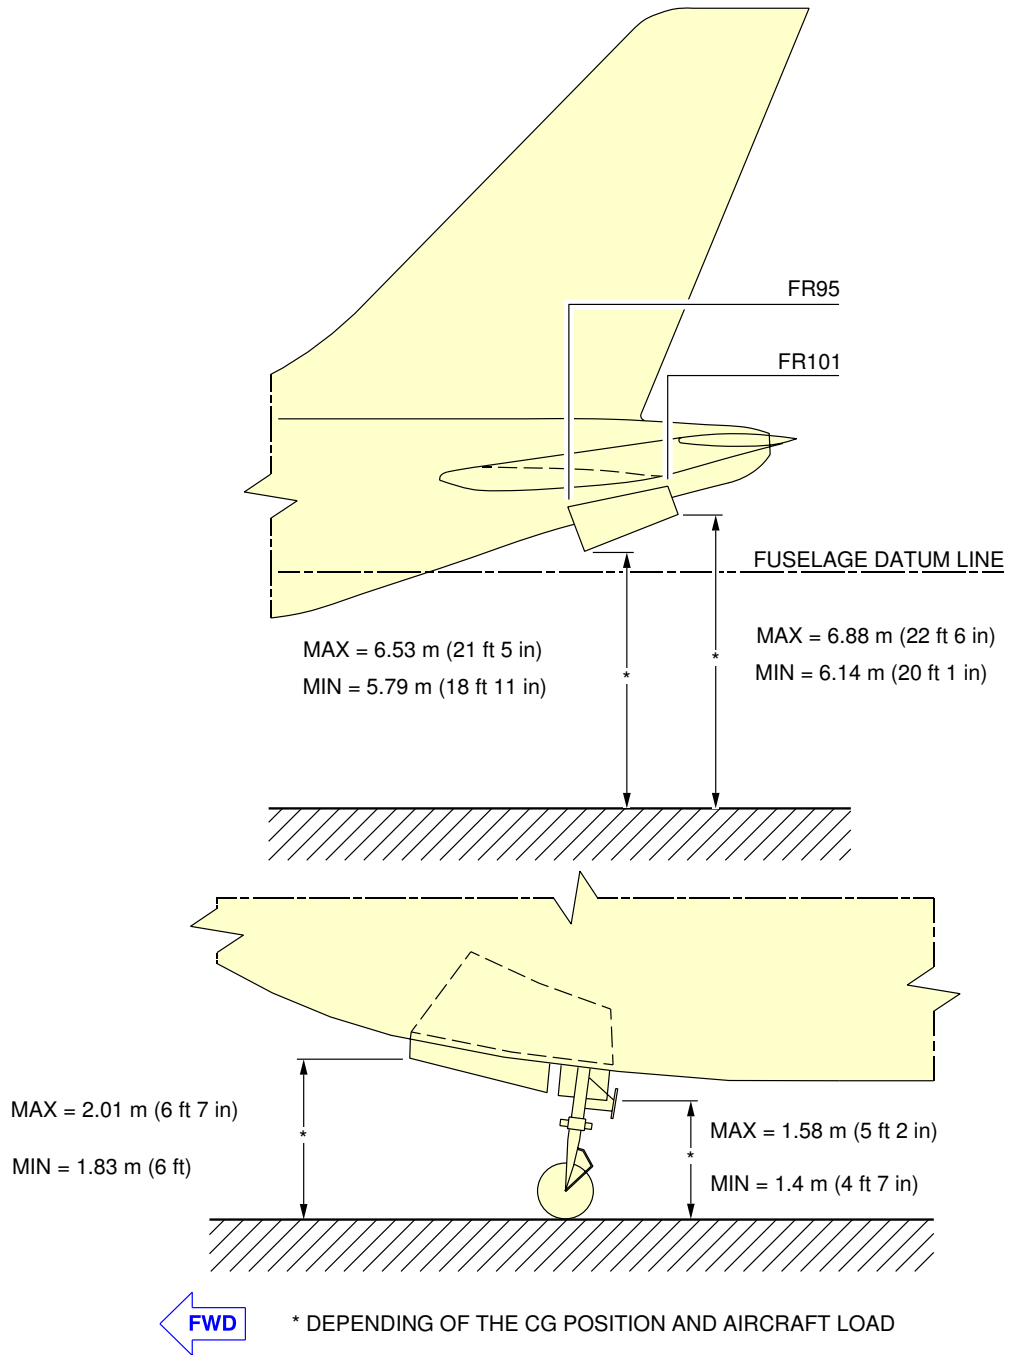 FR95
FR101
FUSELAGE DATUM LINE
MAX = 6.53 m (21 ft 5 in)
MIN = 5.79 m (18 ft 11 in)
*
*
MAX = 6.88 m (22 ft 6 in)
MIN = 6.14 m (20 ft 1 in)
MAX = 2.01 m (6 ft 7 in)
MIN = 1.83 m (6 ft)
*
*
MAX = 1.58 m (5 ft 2 in)
MIN = 1.4 m (4 ft 7 in)
FWD
* DEPENDING OF THE CG POSITION AND AIRCRAFT LOAD